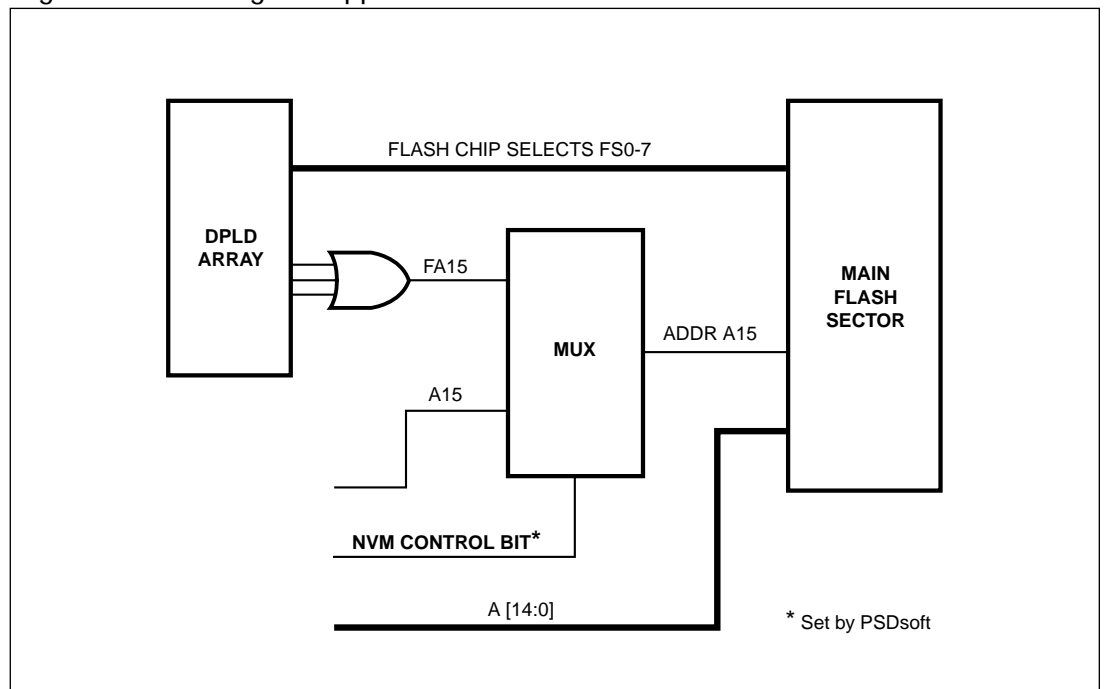 FLASH CHIP SELECTS FS0-7
DPLD
ARRAY
FA15
MUX
MAIN
FLASH
SECTOR
ADDR A15
A15
NVM CONTROL BIT*
A [14:0]
* Set by PSDsoft